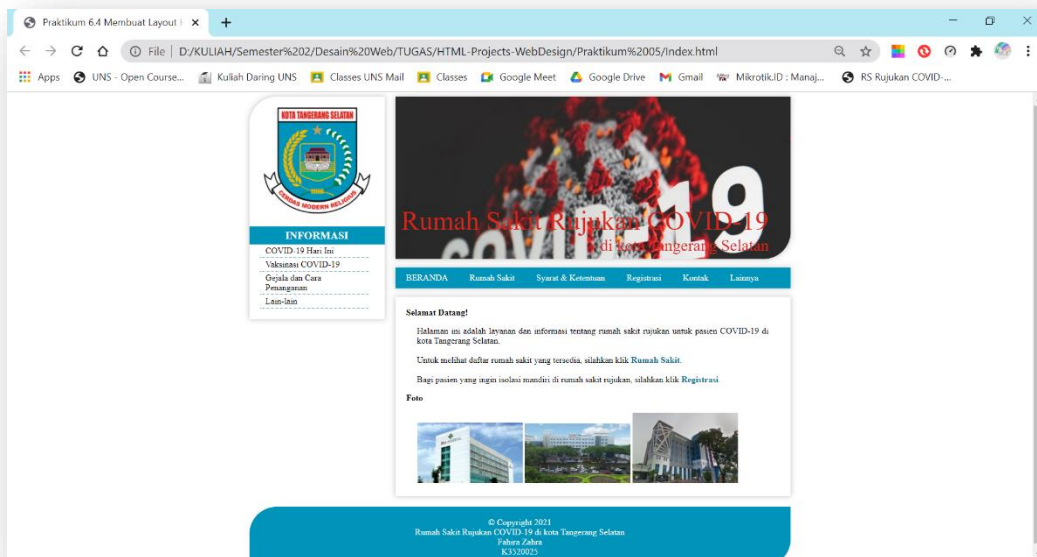 Praktikum 6.4 Membuat Layout
File | D:/KULIAH/Semester%202/Desain%20Web/TUGAS/HTML-Projects-WebDesign/Praktikum%2005/Index.html
Apps UNS - Open Course... Kuliah Daring UNS Classes UNS Mail Classes Google Meet Google Drive Gmail Mikrotik.ID : Manaj... RS Rujukan COVID-...
KOTA TANGERANG SELATAN
CERDAS MODERN RELIGIUS
INFORMASI
COVID-19 Hari Ini
Vaksinasi COVID-19
Gejala dan Cara
Penanganan
Lain-lain
COVID-19
Rumah Sakit Rujukan COVID-19
di kota Tangerang Selatan
BERANDA Rumah Sakit Syarat & Ketentuan Registrasi Kontak Lainnya
Selamat Datang!
Halaman ini adalah layanan dan informasi tentang rumah sakit rujukan untuk pasien COVID-19 di
kota Tangerang Selatan.
Untuk melihat daftar rumah sakit yang tersedia, silahkan klik Rumah Sakit.
Bagi pasien yang ingin isolasi mandiri di rumah sakit rujukan, silahkan klik Registrasi
Foto
© Copyright 2021
Rumah Sakit Rujukan COVID-19 di kota Tangerang Selatan
Fahira Zahra
K3520025